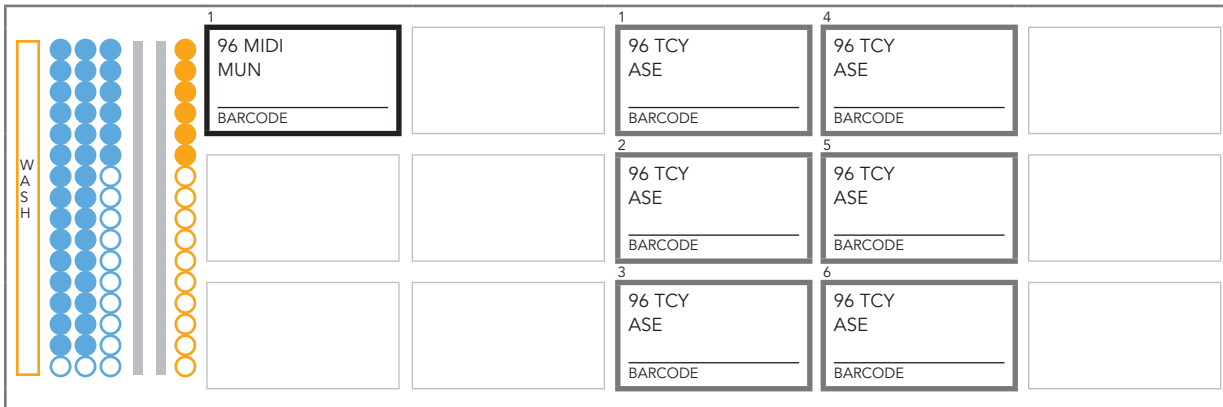 WASH
1
96 MIDI
MUN
BARCODE
1
96 TCY
ASE
BARCODE
4
96 TCY
ASE
BARCODE
2
96 TCY
ASE
BARCODE
5
96 TCY
ASE
BARCODE
3
96 TCY
ASE
BARCODE
6
96 TCY
ASE
BARCODE